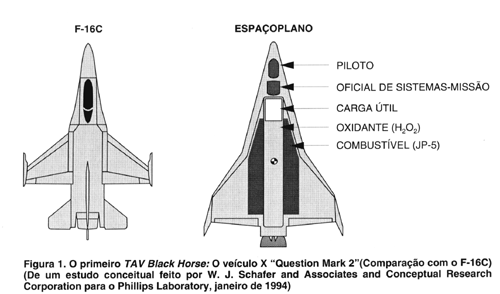 F-16C
ESPAÇOPLANO
PILOTO
OFICIAL DE SISTEMAS-MISSÃO
CARGA ÚTIL
OXIDANTE (H₂O₂)
COMBUSTÍVEL (JP-5)
Figura 1. O primeiro TAV Black Horse: O veículo X “Question Mark 2”(Comparação com o F-16C)
(De um estudo conceitual feito por W. J. Schafer and Associates and Conceptual Research
Corporation para o Phillips Laboratory, janeiro de 1994)